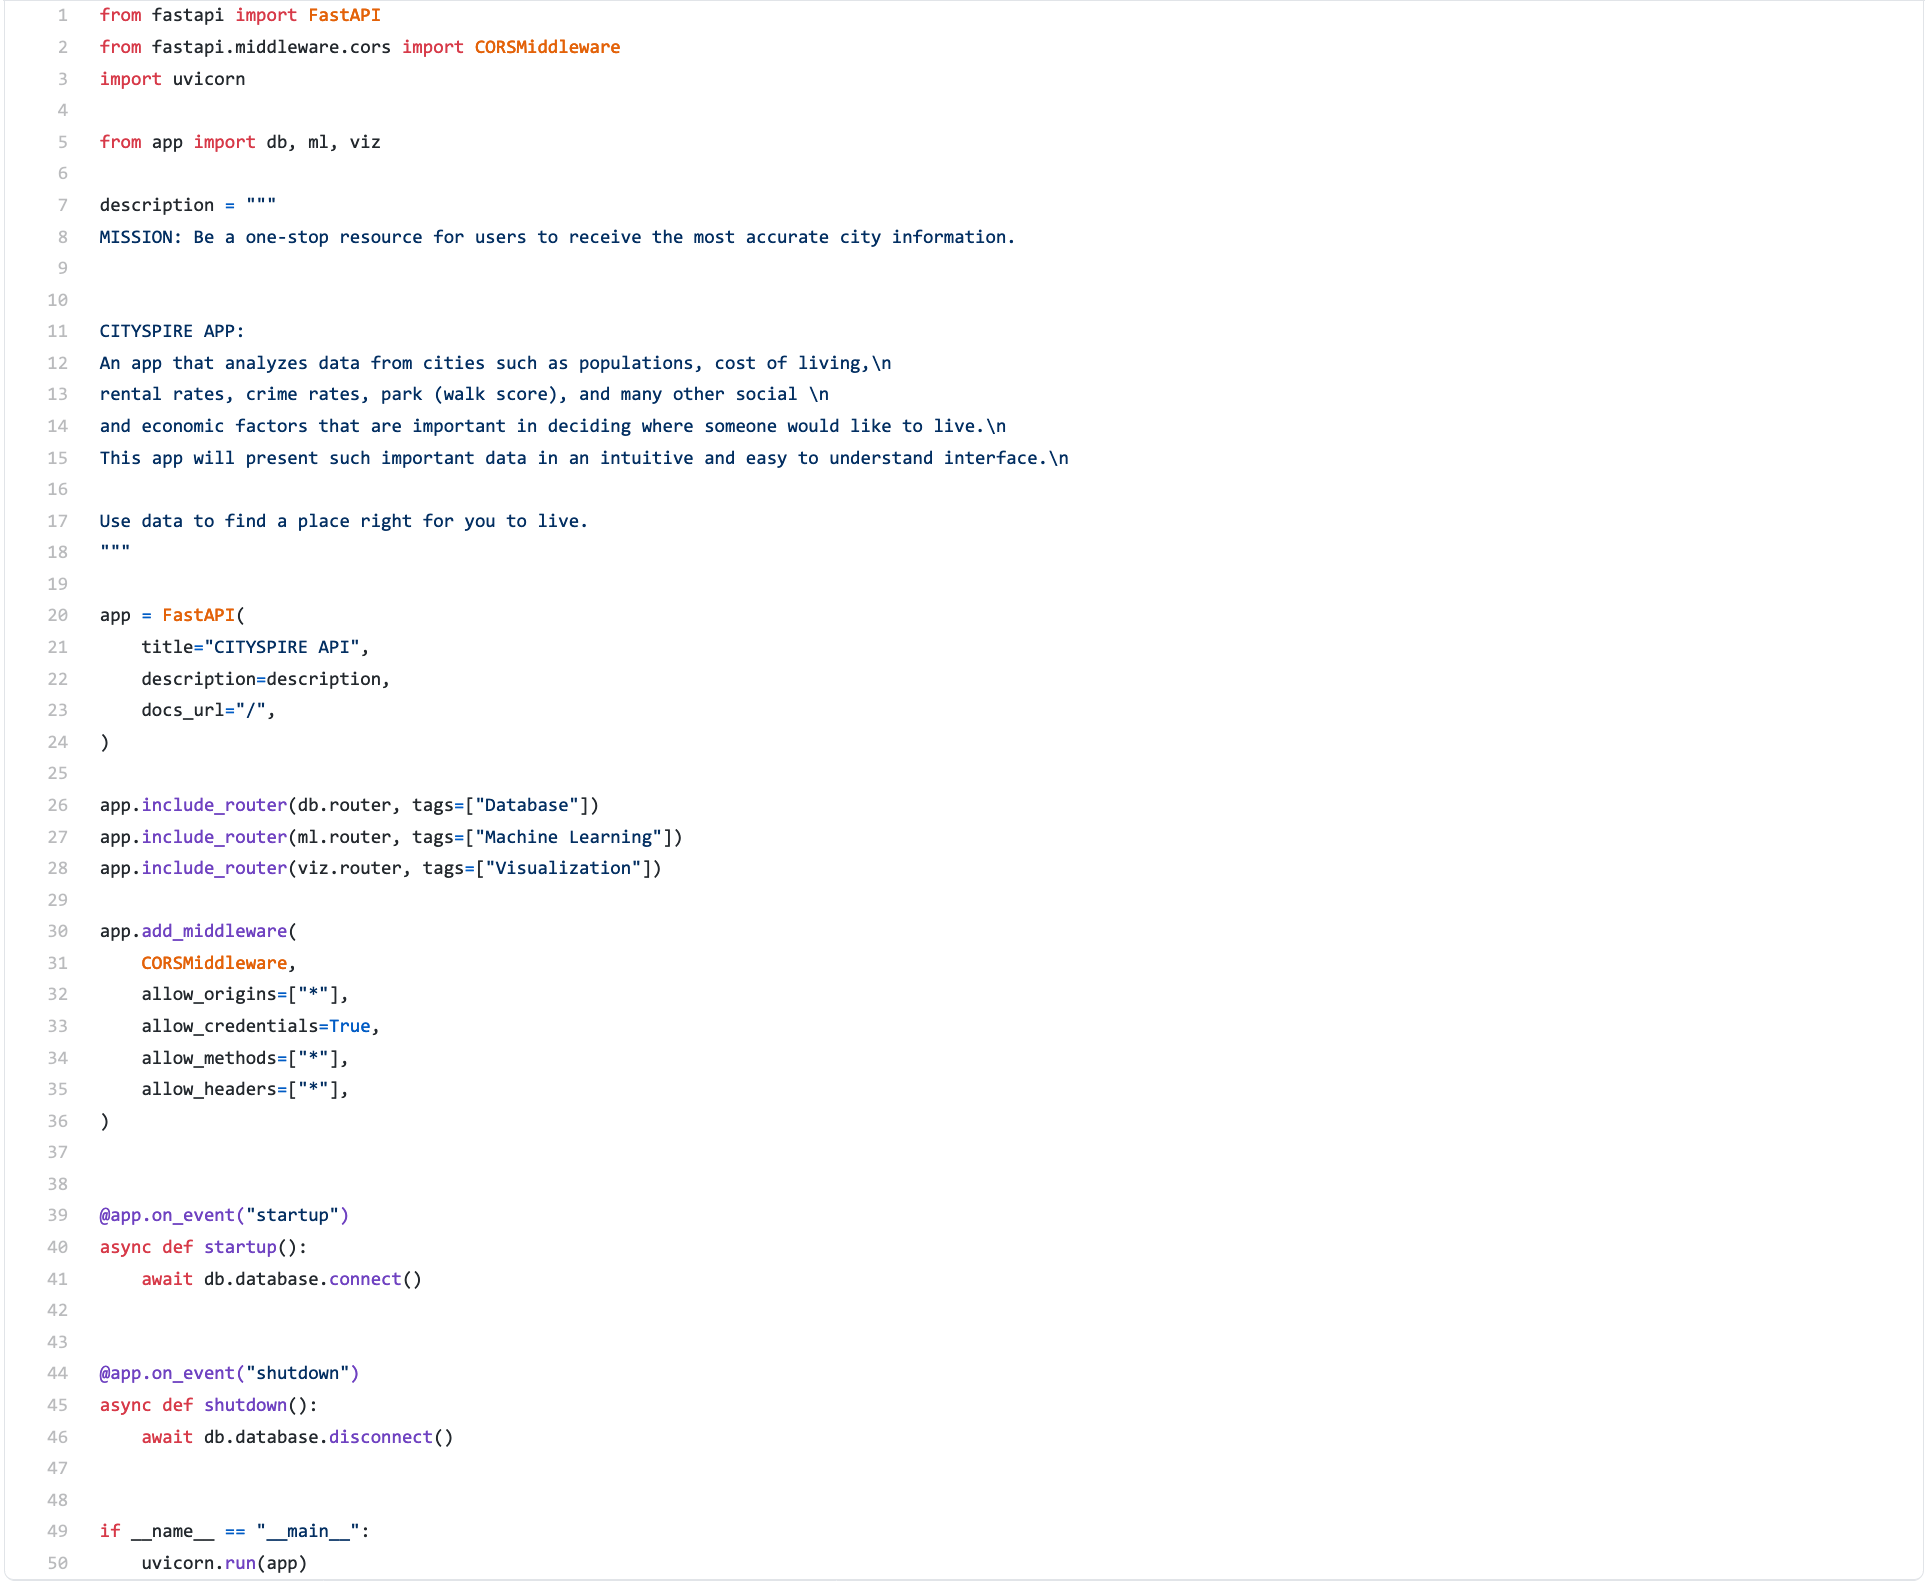 1 from fastapi import FastAPI
2 from fastapi.middleware.cors import CORSMiddleware
3 import uvicorn
4
5 from app import db, ml, viz
6
7 description = """
8 MISSION: Be a one-stop resource for users to receive the most accurate city information.
9
10
11 CITYSPIRE APP:
12 An app that analyzes data from cities such as populations, cost of living,\n
13 rental rates, crime rates, park (walk score), and many other social \n
14 and economic factors that are important in deciding where someone would like to live.\n
15 This app will present such important data in an intuitive and easy to understand interface.\n
16
17 Use data to find a place right for you to live.
18 """
19
20 app = FastAPI(
21     title="CITYSPIRE API",
22     description=description,
23     docs_url="/",
24 )
25
26 app.include_router(db.router, tags=["Database"])
27 app.include_router(ml.router, tags=["Machine Learning"])
28 app.include_router(viz.router, tags=["Visualization"])
29
30 app.add_middleware(
31     CORSMiddleware,
32     allow_origins=["*"],
33     allow_credentials=True,
34     allow_methods=["*"],
35     allow_headers=["*"],
36 )
37
38
39 @app.on_event("startup")
40 async def startup():
41     await db.database.connect()
42
43
44 @app.on_event("shutdown")
45 async def shutdown():
46     await db.database.disconnect()
47
48
49 if __name__ == "__main__":
50     uvicorn.run(app)